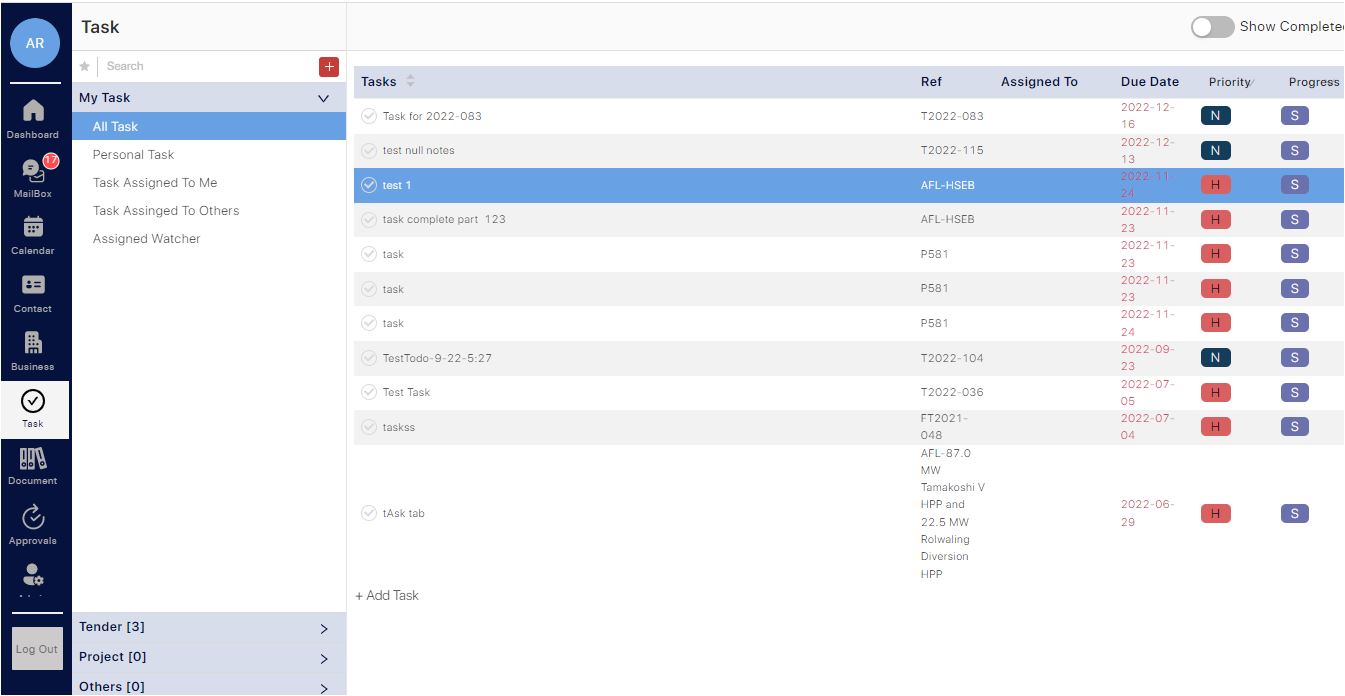 AR
Dashboard
17
MailBox
Calendar
Contact
Business
Task
Document
Approvals
Log Out
Task
Search
+
My Task
All Task
Personal Task
Task Assigned To Me
Task Assinged To Others
Assigned Watcher
Tender [3]
Project [0]
Others [0]
Show Complete
Tasks Ref Assigned To Due Date Priority Progress
Task for 2022-083 T2022-083 2022-12-
16 N S
test null notes T2022-115 2022-12-
13 N S
test 1 AFL-HSEB 2022-11-
24 H S
task complete part 123 AFL-HSEB 2022-11-
23 H S
task P581 2022-11-
23 H S
task P581 2022-11-
23 H S
task P581 2022-11-
24 H S
TestTodo-9-22-5:27 T2022-104 2022-09-
23 N S
Test Task T2022-036 2022-07-
05 H S
taskss FT2021-
048 2022-07-
04 H S
tAsk tab AFL-87.0
MW
Tamakoshi V
HPP and
22.5 MW
Rolwaling
Diversion
HPP 2022-06-
29 H S
+ Add Task